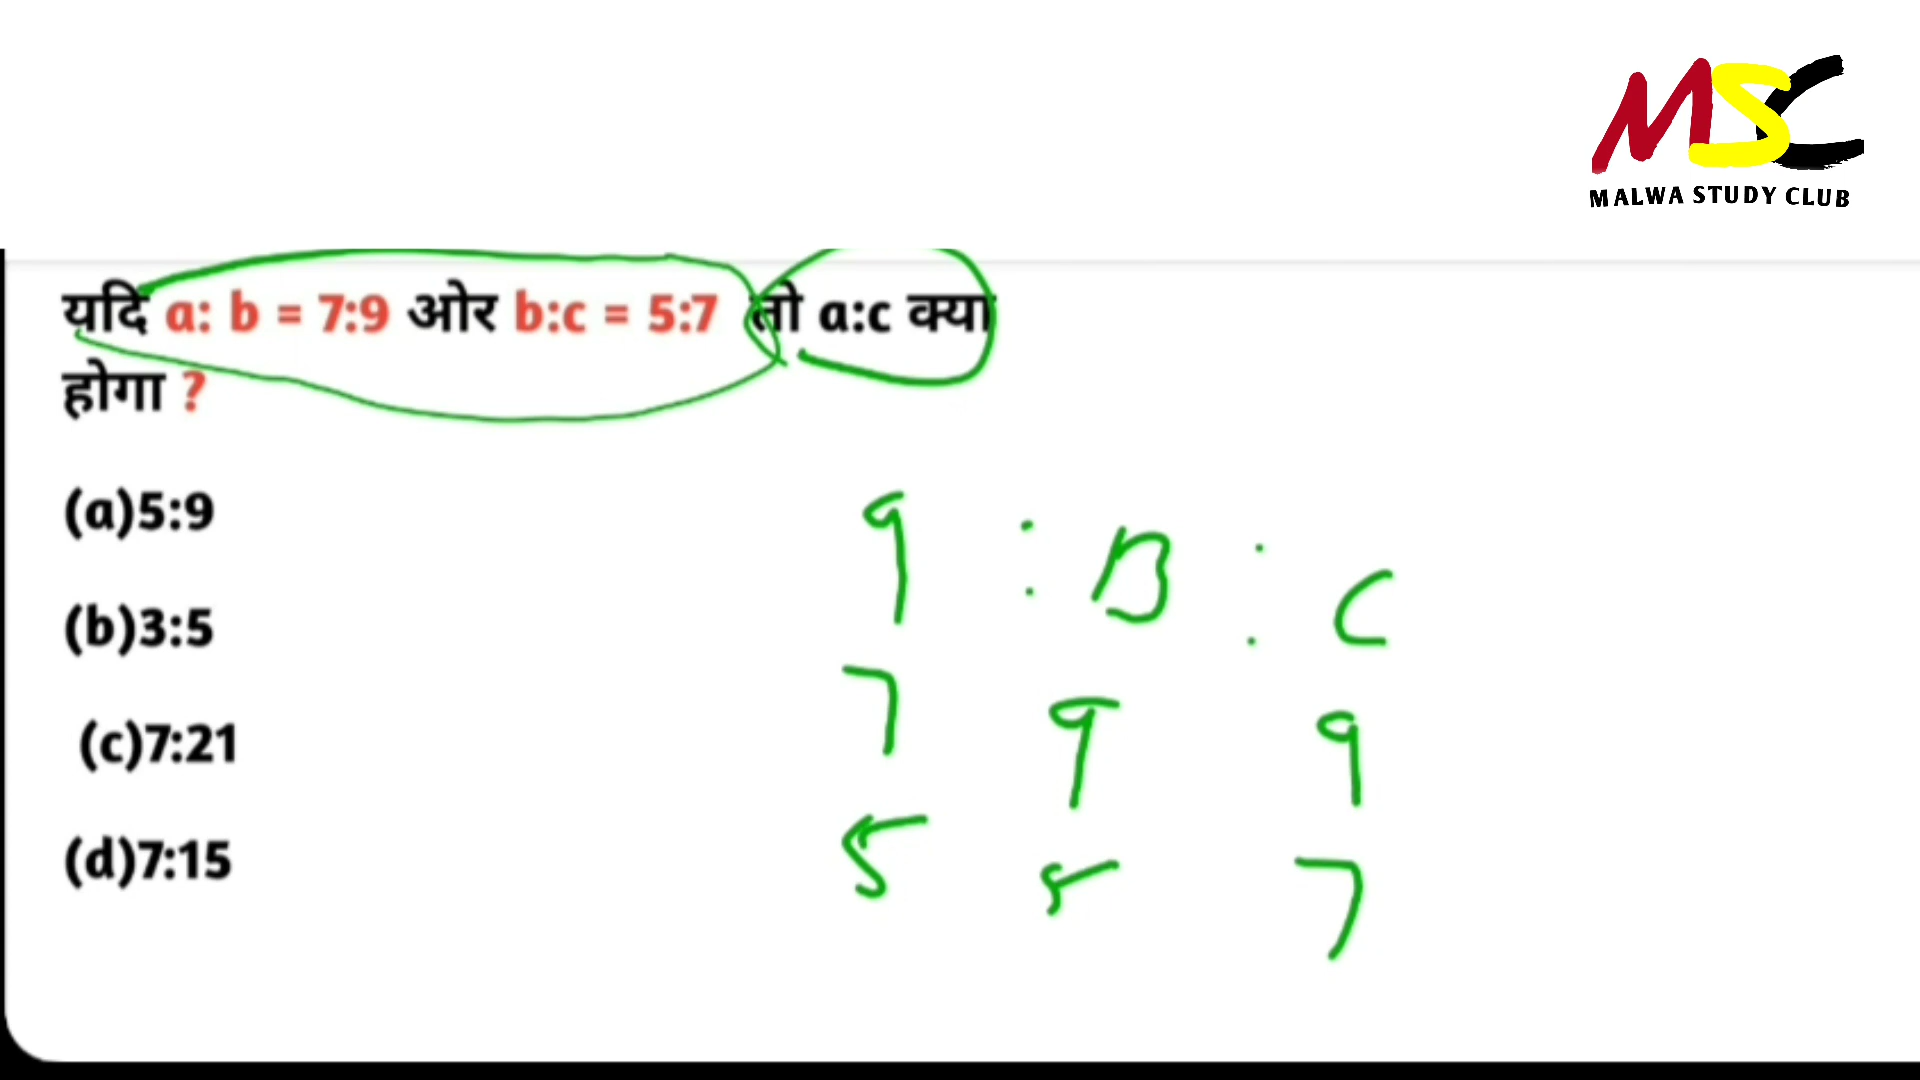 MSC
MALWA STUDY CLUB
यदि a: b = 7:9 ओर b:c = 5:7 तो a:c क्या
होगा ?
(a)5:9
(b)3:5
(c)7:21
(d)7:15
9 : B : C
7 9 9
5 5 7